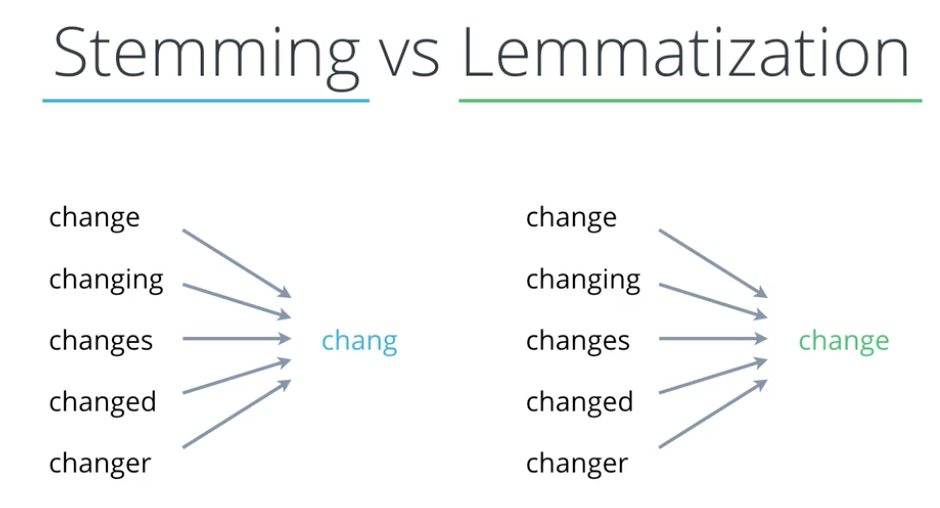 Stemming vs Lemmatization
change
changing
changes
changed
changer
chang
change
changing
changes
changed
changer
change